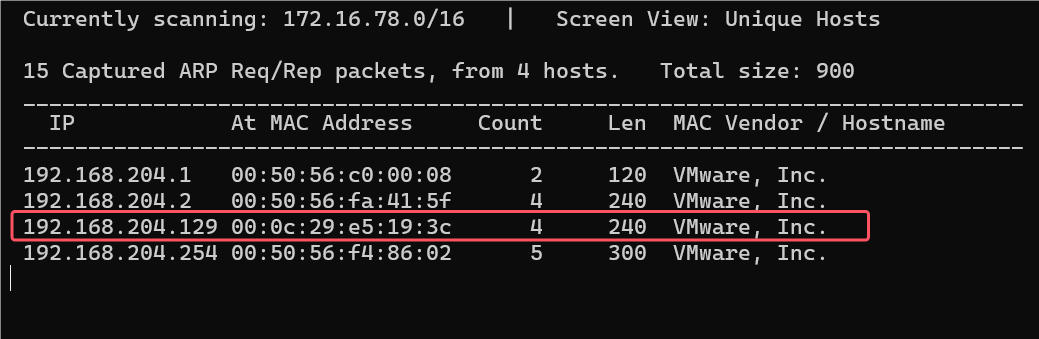 Currently scanning: 172.16.78.0/16   |   Screen View: Unique Hosts
15 Captured ARP Req/Rep packets, from 4 hosts.   Total size: 900
_____________________________________________________________________________
IP            At MAC Address     Count     Len  MAC Vendor / Hostname
-----------------------------------------------------------------------------
192.168.204.1   00:50:56:c0:00:08      2     120  VMware, Inc.
192.168.204.2   00:50:56:fa:41:5f      4     240  VMware, Inc.
192.168.204.129 00:0c:29:e5:19:3c      4     240  VMware, Inc.
192.168.204.254 00:50:56:f4:86:02      5     300  VMware, Inc.